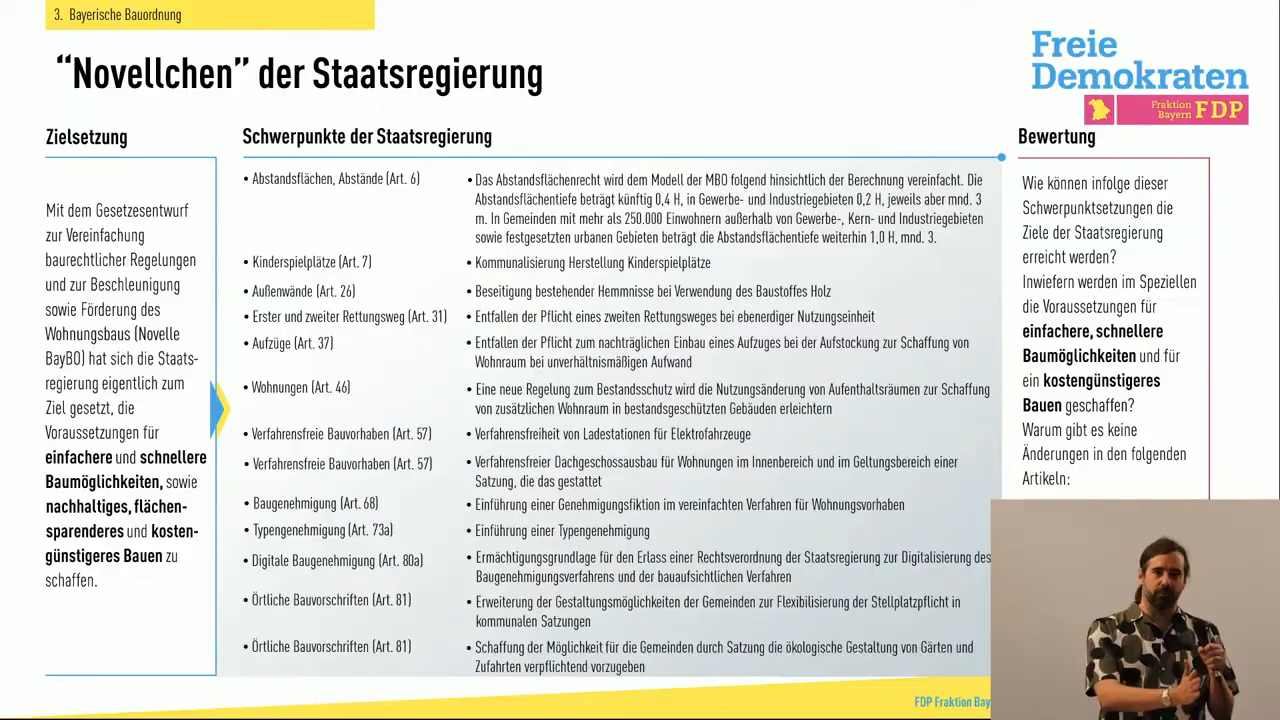 3. Bayerische Bauordnung
“Novellchen” der Staatsregierung
Freie
Demokraten
Fraktion
Bayern FDP
Zielsetzung
Mit dem Gesetzesentwurf
zur Vereinfachung
baurechtlicher Regelungen
und zur Beschleunigung
sowie Förderung des
Wohnungsbaus (Novelle
BayBO) hat sich die Staats-
regierung eigentlich zum
Ziel gesetzt, die
Voraussetzungen für
einfachere und schnellere
Baumöglichkeiten, sowie
nachhaltiges, flächen-
sparenderes und kosten-
günstigeres Bauen zu
schaffen.
Schwerpunkte der Staatsregierung
• Abstandsflächen, Abstände (Art. 6)
• Das Abstandsflächenrecht wird dem Modell der MBO folgend hinsichtlich der Berechnung vereinfacht. Die
Abstandsflächentiefe beträgt künftig 0,4 H, in Gewerbe- und Industriegebieten 0,2 H, jeweils aber mnd. 3
m. In Gemeinden mit mehr als 250.000 Einwohnern außerhalb von Gewerbe-, Kern- und Industriegebieten
sowie festgesetzten urbanen Gebieten beträgt die Abstandsflächentiefe weiterhin 1,0 H, mnd. 3.
• Kinderspielplätze (Art. 7)
• Kommunalisierung Herstellung Kinderspielplätze
• Außenwände (Art. 26)
• Beseitigung bestehender Hemmnisse bei Verwendung des Baustoffes Holz
• Erster und zweiter Rettungsweg (Art. 31)
• Entfallen der Pflicht eines zweiten Rettungsweges bei ebenerdiger Nutzungseinheit
• Aufzüge (Art. 37)
• Entfallen der Pflicht zum nachträglichen Einbau eines Aufzuges bei der Aufstockung zur Schaffung von
Wohnraum bei unverhältnismäßigen Aufwand
• Wohnungen (Art. 46)
• Eine neue Regelung zum Bestandsschutz wird die Nutzungsänderung von Aufenthaltsräumen zur Schaffung
von zusätzlichen Wohnraum in bestandsgeschützten Gebäuden erleichtern
• Verfahrensfreie Bauvorhaben (Art. 57)
• Verfahrensfreiheit von Ladestationen für Elektrofahrzeuge
• Verfahrensfreie Bauvorhaben (Art. 57)
• Verfahrensfreier Dachgeschossausbau für Wohnungen im Innenbereich und im Geltungsbereich einer
Satzung, die das gestattet
• Baugenehmigung (Art. 68)
• Einführung einer Genehmigungsfiktion im vereinfachten Verfahren für Wohnungsvorhaben
• Typengenehmigung (Art. 73a)
• Einführung einer Typengenehmigung
• Digitale Baugenehmigung (Art. 80a)
• Ermächtigungsgrundlage für den Erlass einer Rechtsverordnung der Staatsregierung zur Digitalisierung des
Baugenehmigungsverfahrens und der bauaufsichtlichen Verfahren
• Örtliche Bauvorschriften (Art. 81)
• Erweiterung der Gestaltungsmöglichkeiten der Gemeinden zur Flexibilisierung der Stellplatzpflicht in
kommunalen Satzungen
• Örtliche Bauvorschriften (Art. 81)
• Schaffung der Möglichkeit für die Gemeinden durch Satzung die ökologische Gestaltung von Gärten und
Zufahrten verpflichtend vorzugeben
Bewertung
Wie können infolge dieser
Schwerpunktsetzungen die
Ziele der Staatsregierung
erreicht werden?
Inwiefern werden im Speziellen
die Voraussetzungen für
einfachere, schnellere
Baumöglichkeiten und für
ein kostengünstigeres
Bauen geschaffen?
Warum gibt es keine
Änderungen in den folgenden
Artikeln:
FDP Fraktion Bay